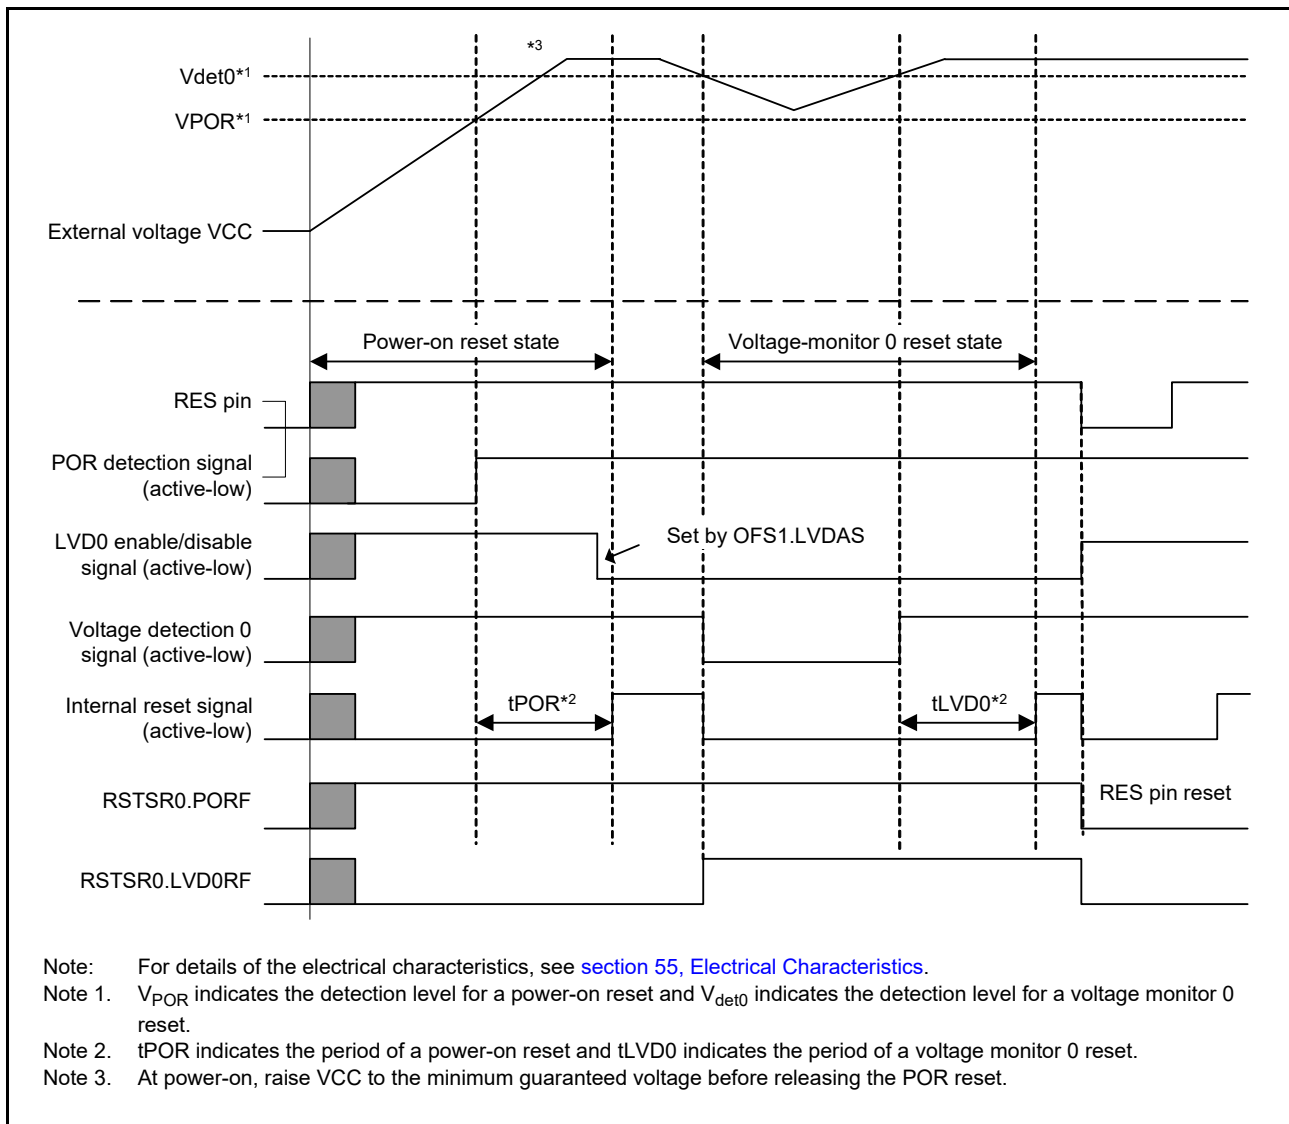 *3
Vdet0*1
VPOR*1
External voltage VCC
Power-on reset state
Voltage-monitor 0 reset state
RES pin
POR detection signal
(active-low)
LVD0 enable/disable
signal (active-low)
Set by OFS1.LVDAS
Voltage detection 0
signal (active-low)
Internal reset signal
(active-low)
tPOR*2
tLVD0*2
RSTSR0.PORF
RES pin reset
RSTSR0.LVD0RF
Note: For details of the electrical characteristics, see section 55, Electrical Characteristics.
Note 1. VPOR indicates the detection level for a power-on reset and Vdet0 indicates the detection level for a voltage monitor 0
reset.
Note 2. tPOR indicates the period of a power-on reset and tLVD0 indicates the period of a voltage monitor 0 reset.
Note 3. At power-on, raise VCC to the minimum guaranteed voltage before releasing the POR reset.